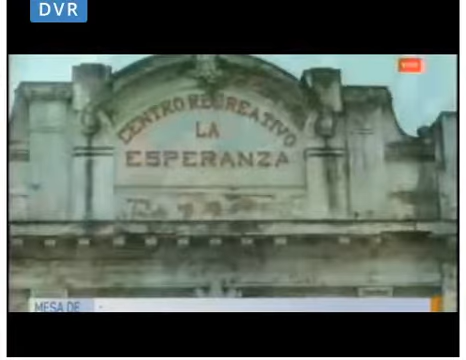 DVR
CENTRO RECREATIVO
LA
ESPERANZA
MESA DE